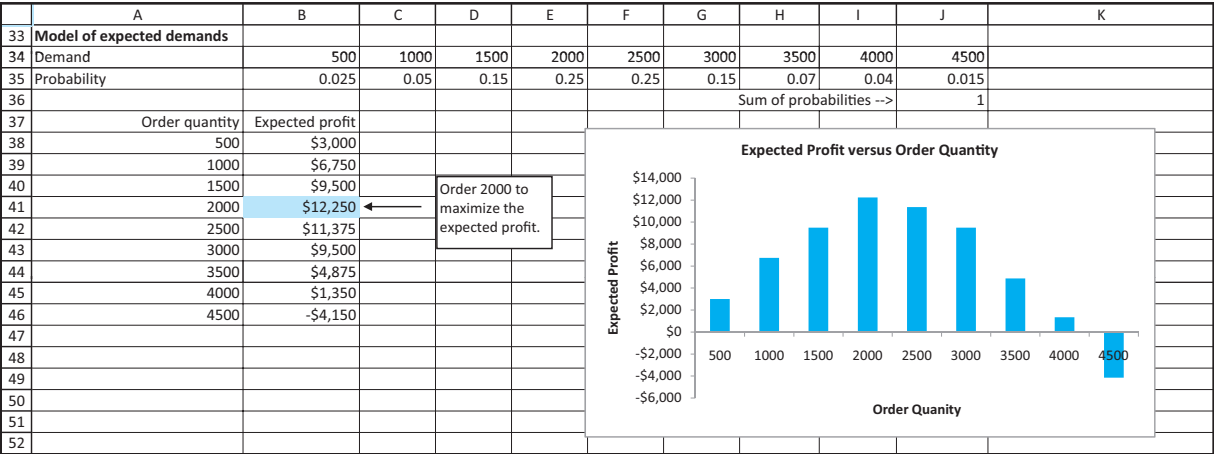 A B C D E F G H I J K
33 Model of expected demands
34 Demand 500 1000 1500 2000 2500 3000 3500 4000 4500
35 Probability 0.025 0.05 0.15 0.25 0.25 0.15 0.07 0.04 0.015
36 Sum of probabilities --> 1
37 Order quantity Expected profit
38 500 $3,000
39 1000 $6,750
40 1500 $9,500
41 2000 $12,250
42 2500 $11,375
43 3000 $9,500
44 3500 $4,875
45 4000 $1,350
46 4500 -$4,150
47
48
49
50
51
52
Order 2000 to
maximize the
expected profit.
Expected Profit versus Order Quantity
Expected Profit
$14,000
$12,000
$10,000
$8,000
$6,000
$4,000
$2,000
$0
-$2,000
-$4,000
-$6,000
500 1000 1500 2000 2500 3000 3500 4000 4500
Order Quanity